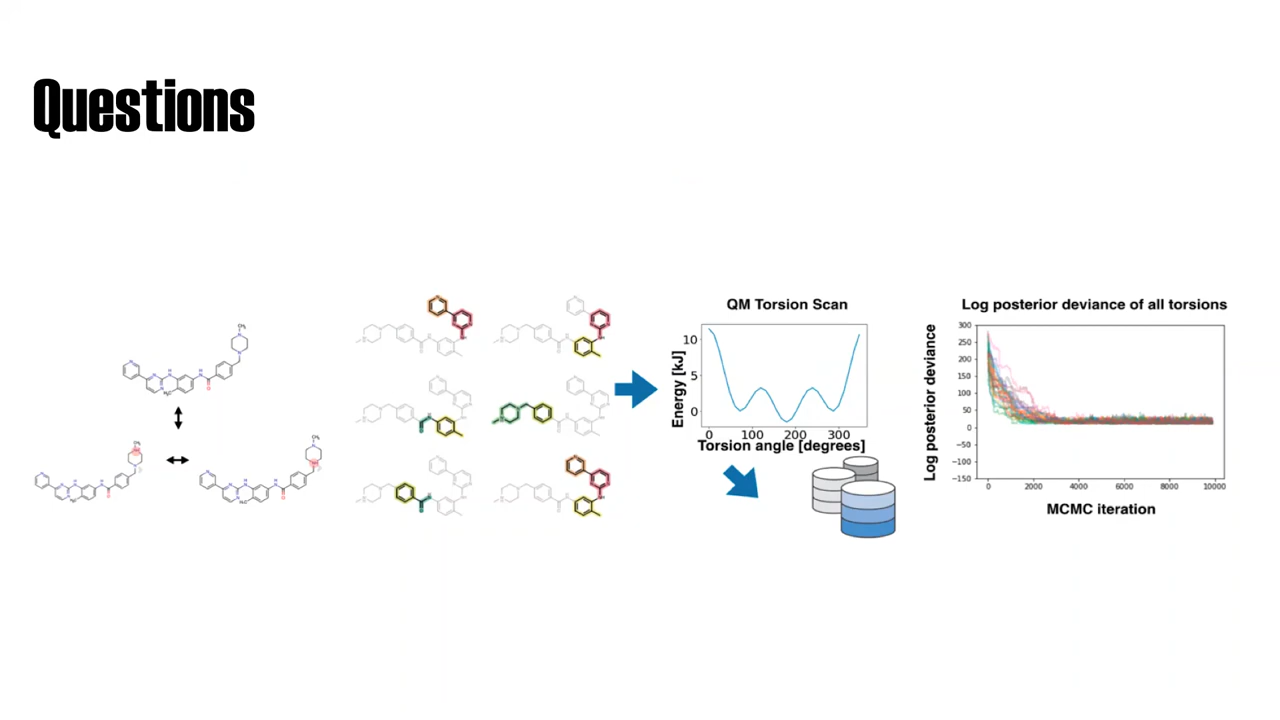 Questions
QM Torsion Scan
Energy [kJ]
10
5
0
0 100 200 300
Torsion angle [degrees]
Log posterior deviance of all torsions
Log posterior deviance
300
250
200
150
100
50
0
−50
−100
−150
0 2000 4000 6000 8000 10000
MCMC iteration